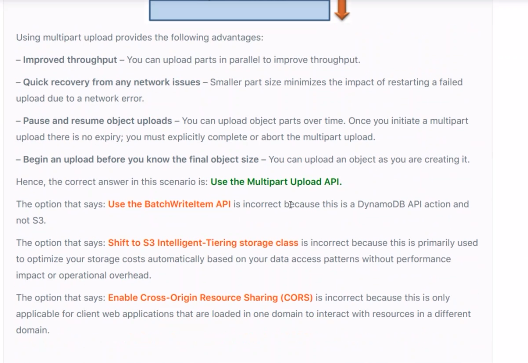 Using multipart upload provides the following advantages:
– Improved throughput – You can upload parts in parallel to improve throughput.
– Quick recovery from any network issues – Smaller part size minimizes the impact of restarting a failed
upload due to a network error.
– Pause and resume object uploads – You can upload object parts over time. Once you initiate a multipart
upload there is no expiry; you must explicitly complete or abort the multipart upload.
– Begin an upload before you know the final object size – You can upload an object as you are creating it.
Hence, the correct answer in this scenario is: Use the Multipart Upload API.
The option that says: Use the BatchWriteItem API is incorrect because this is a DynamoDB API action and
not S3.
The option that says: Shift to S3 Intelligent-Tiering storage class is incorrect because this is primarily used
to optimize your storage costs automatically based on your data access patterns without performance
impact or operational overhead.
The option that says: Enable Cross-Origin Resource Sharing (CORS) is incorrect because this is only
applicable for client web applications that are loaded in one domain to interact with resources in a different
domain.